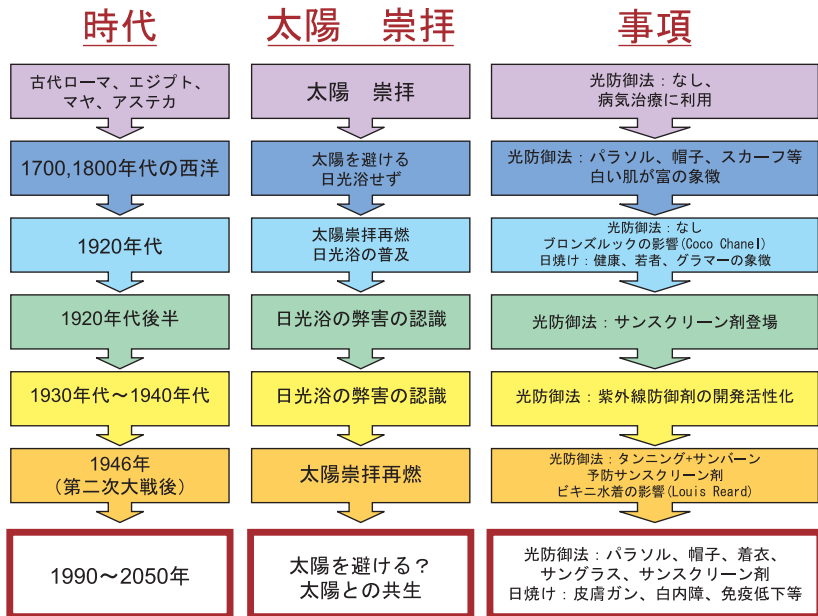 時代
太陽　崇拝
事項
古代ローマ、エジプト、
マヤ、アステカ
太陽　崇拝
光防御法：なし、
病気治療に利用
1700,1800年代の西洋
太陽を避ける
日光浴せず
光防御法：パラソル、帽子、スカーフ等
白い肌が富の象徴
1920年代
太陽崇拝再燃
日光浴の普及
光防御法：なし
ブロンズルックの影響(Coco Chanel)
日焼け：健康、若者、グラマーの象徴
1920年代後半
日光浴の弊害の認識
光防御法：サンスクリーン剤登場
1930年代～1940年代
日光浴の弊害の認識
光防御法：紫外線防御剤の開発活性化
1946年
(第二次大戦後)
太陽崇拝再燃
光防御法：タンニング+サンバーン
予防サンスクリーン剤
ビキニ水着の影響(Louis Reard)
1990～2050年
太陽を避ける？
太陽との共生
光防御法：パラソル、帽子、着衣、
サングラス、サンスクリーン剤
日焼け：皮膚ガン、白内障、免疫低下等